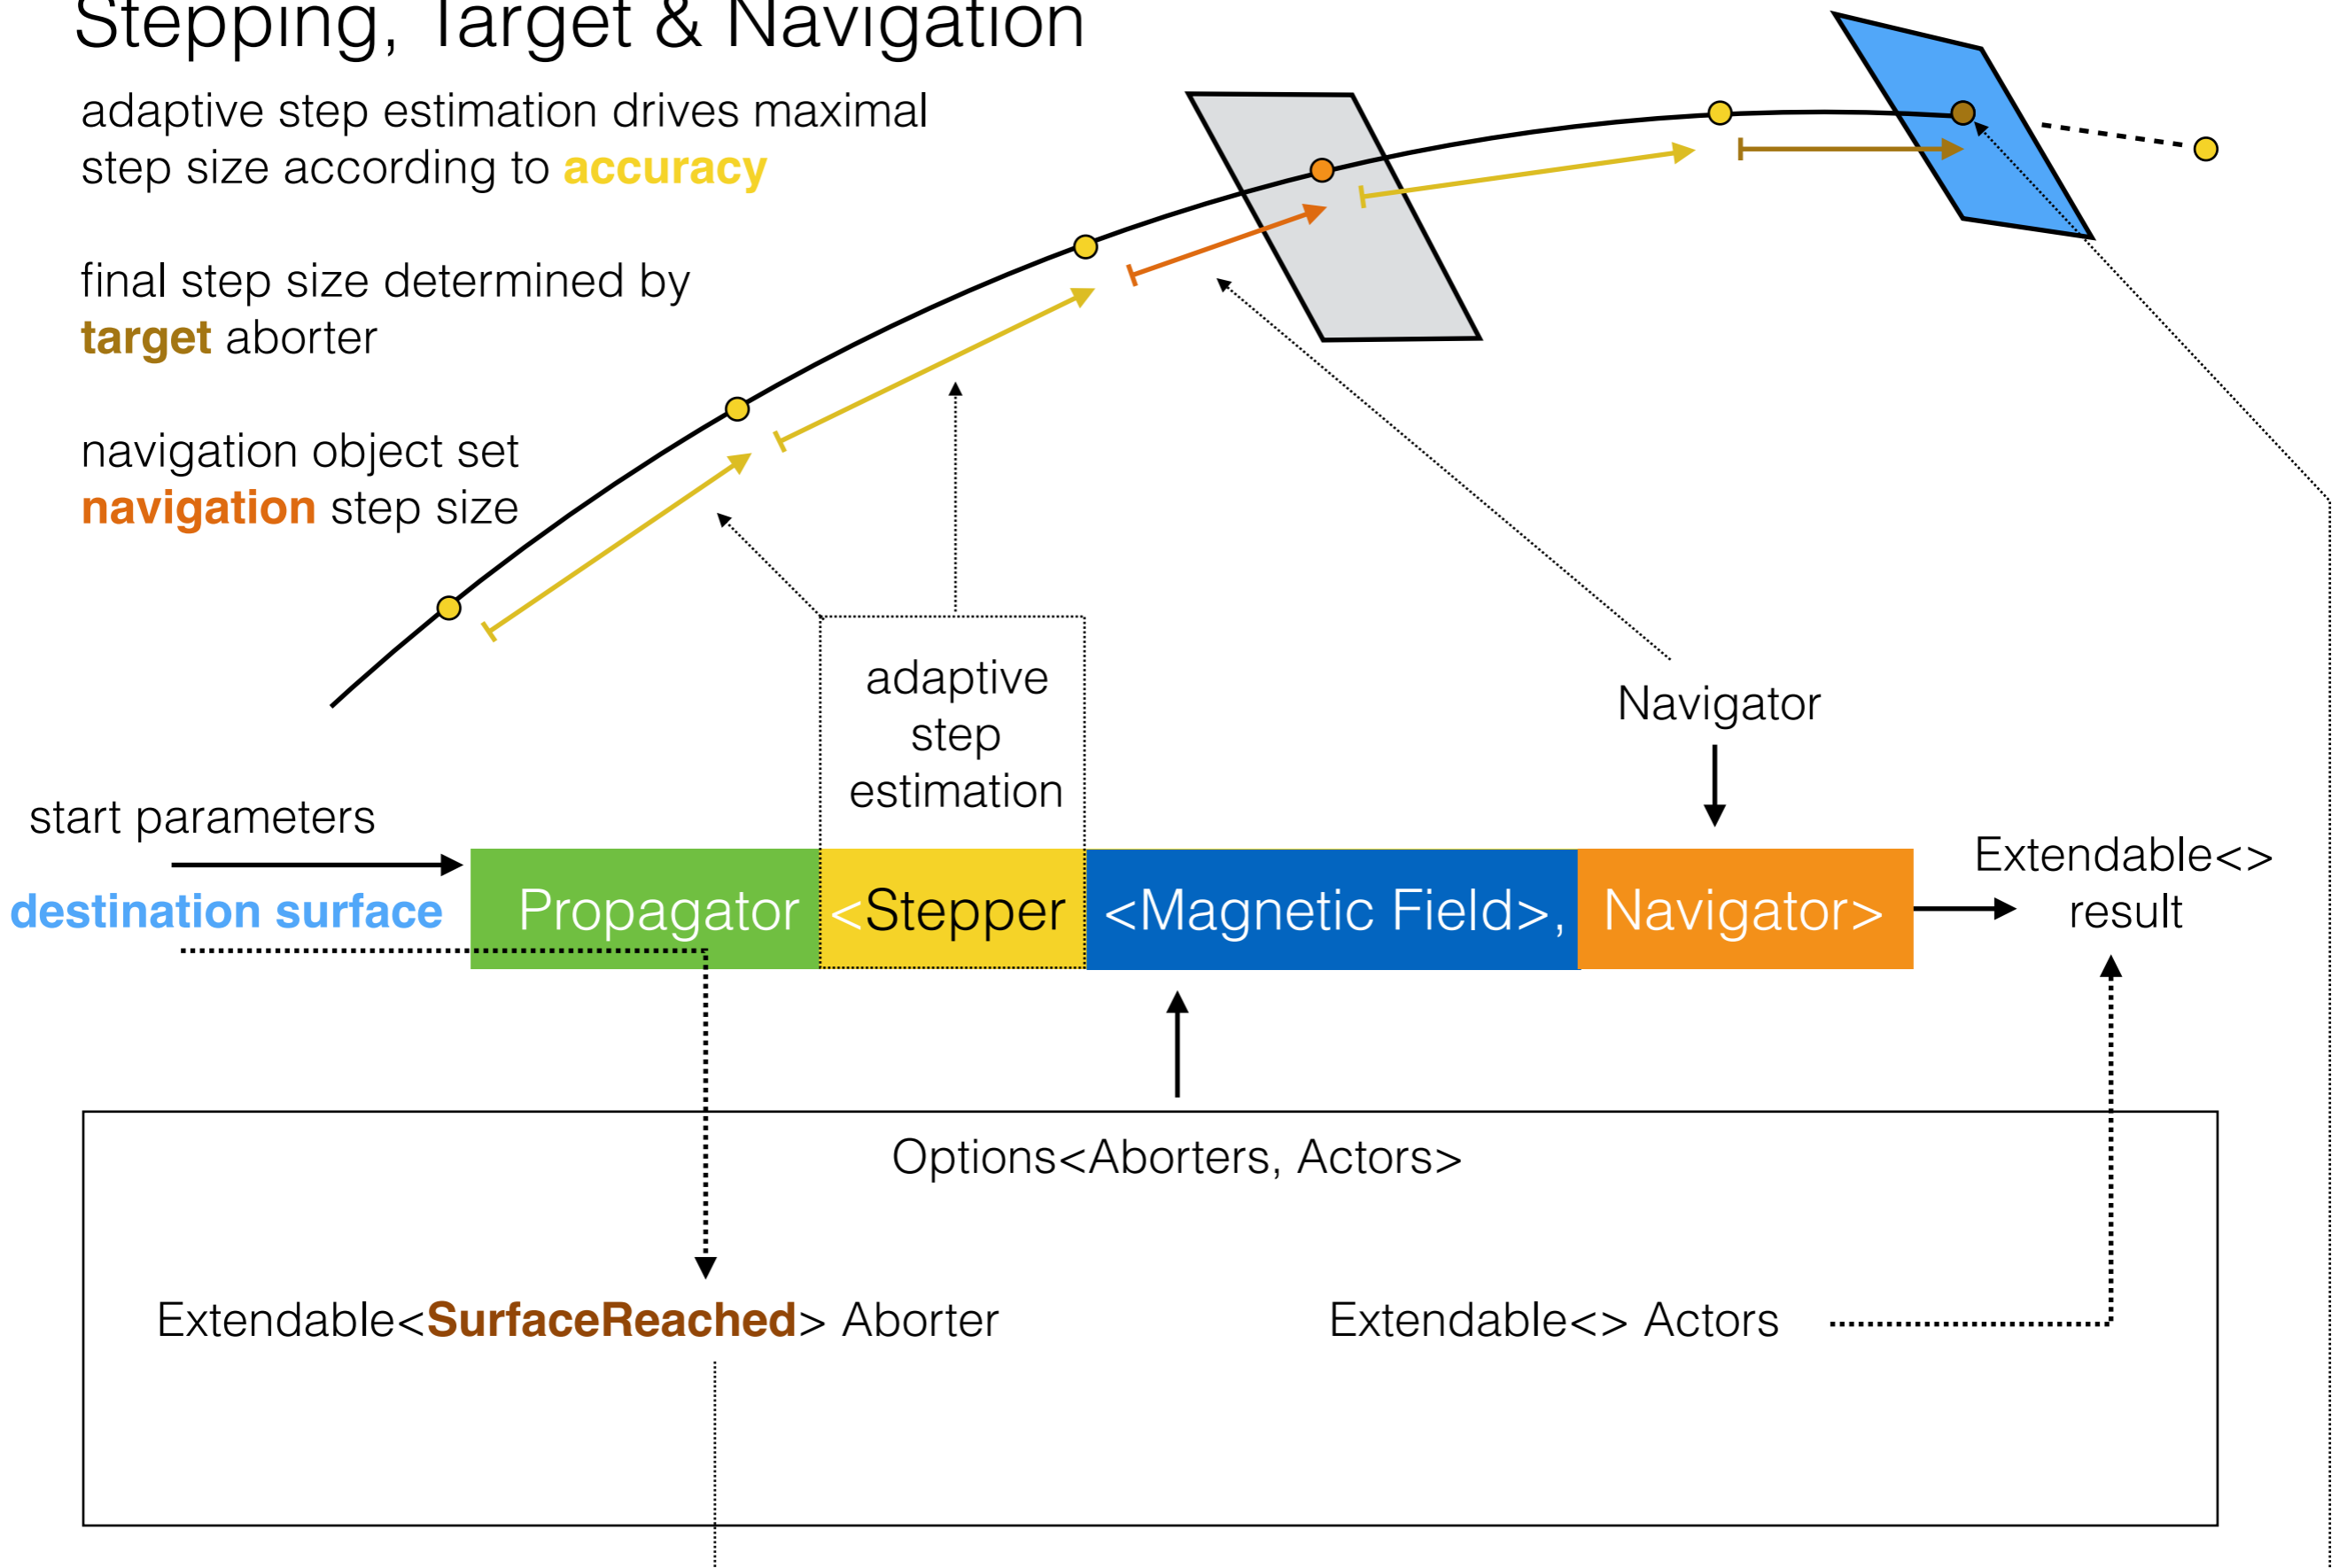 Stepping, Target & Navigation
adaptive step estimation drives maximal
step size according to accuracy
final step size determined by
target aborter
navigation object set
navigation step size
adaptive
step
estimation
Navigator
start parameters
destination surface
Propagator <Stepper <Magnetic Field>, Navigator>
Extendable<>
result
Options<Aborters, Actors>
Extendable<SurfaceReached> Aborter
Extendable<> Actors